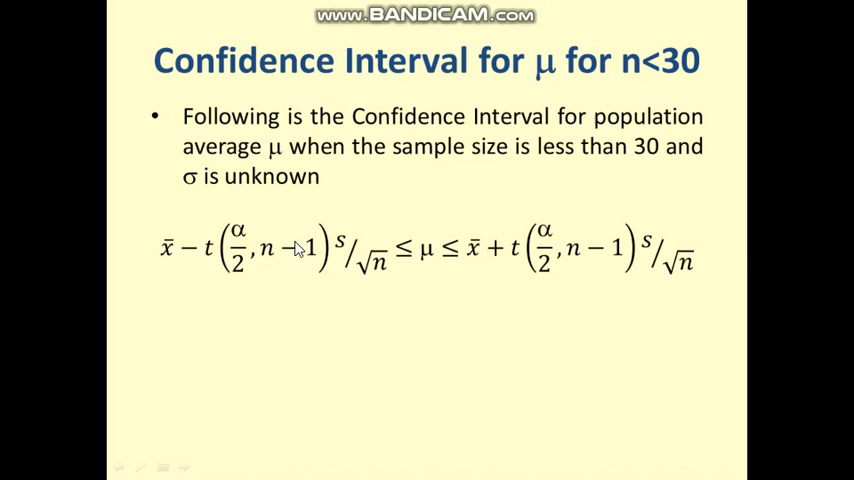 www.BANDICAM.com
Confidence Interval for μ for n<30
• Following is the Confidence Interval for population
average μ when the sample size is less than 30 and
σ is unknown
x̄ − t(α/2, n − 1) s/√n ≤ μ ≤ x̄ + t(α/2, n − 1) s/√n